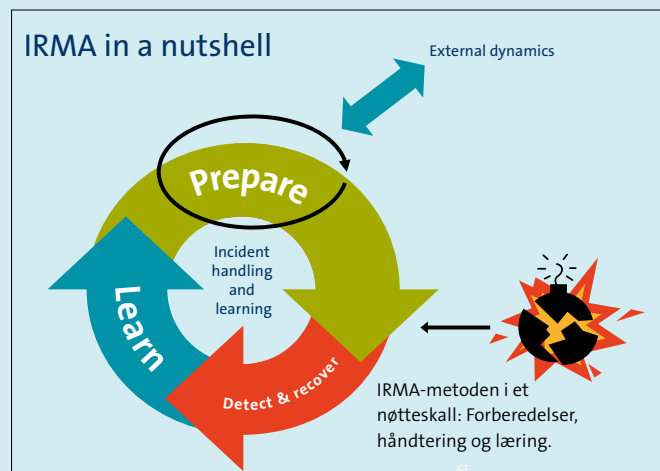 IRMA in a nutshell
External dynamics
Prepare
Incident
handling
and
learning
Learn
Detect & recover
IRMA-metoden i et
nøtteskall: Forberedelser,
håndtering og læring.